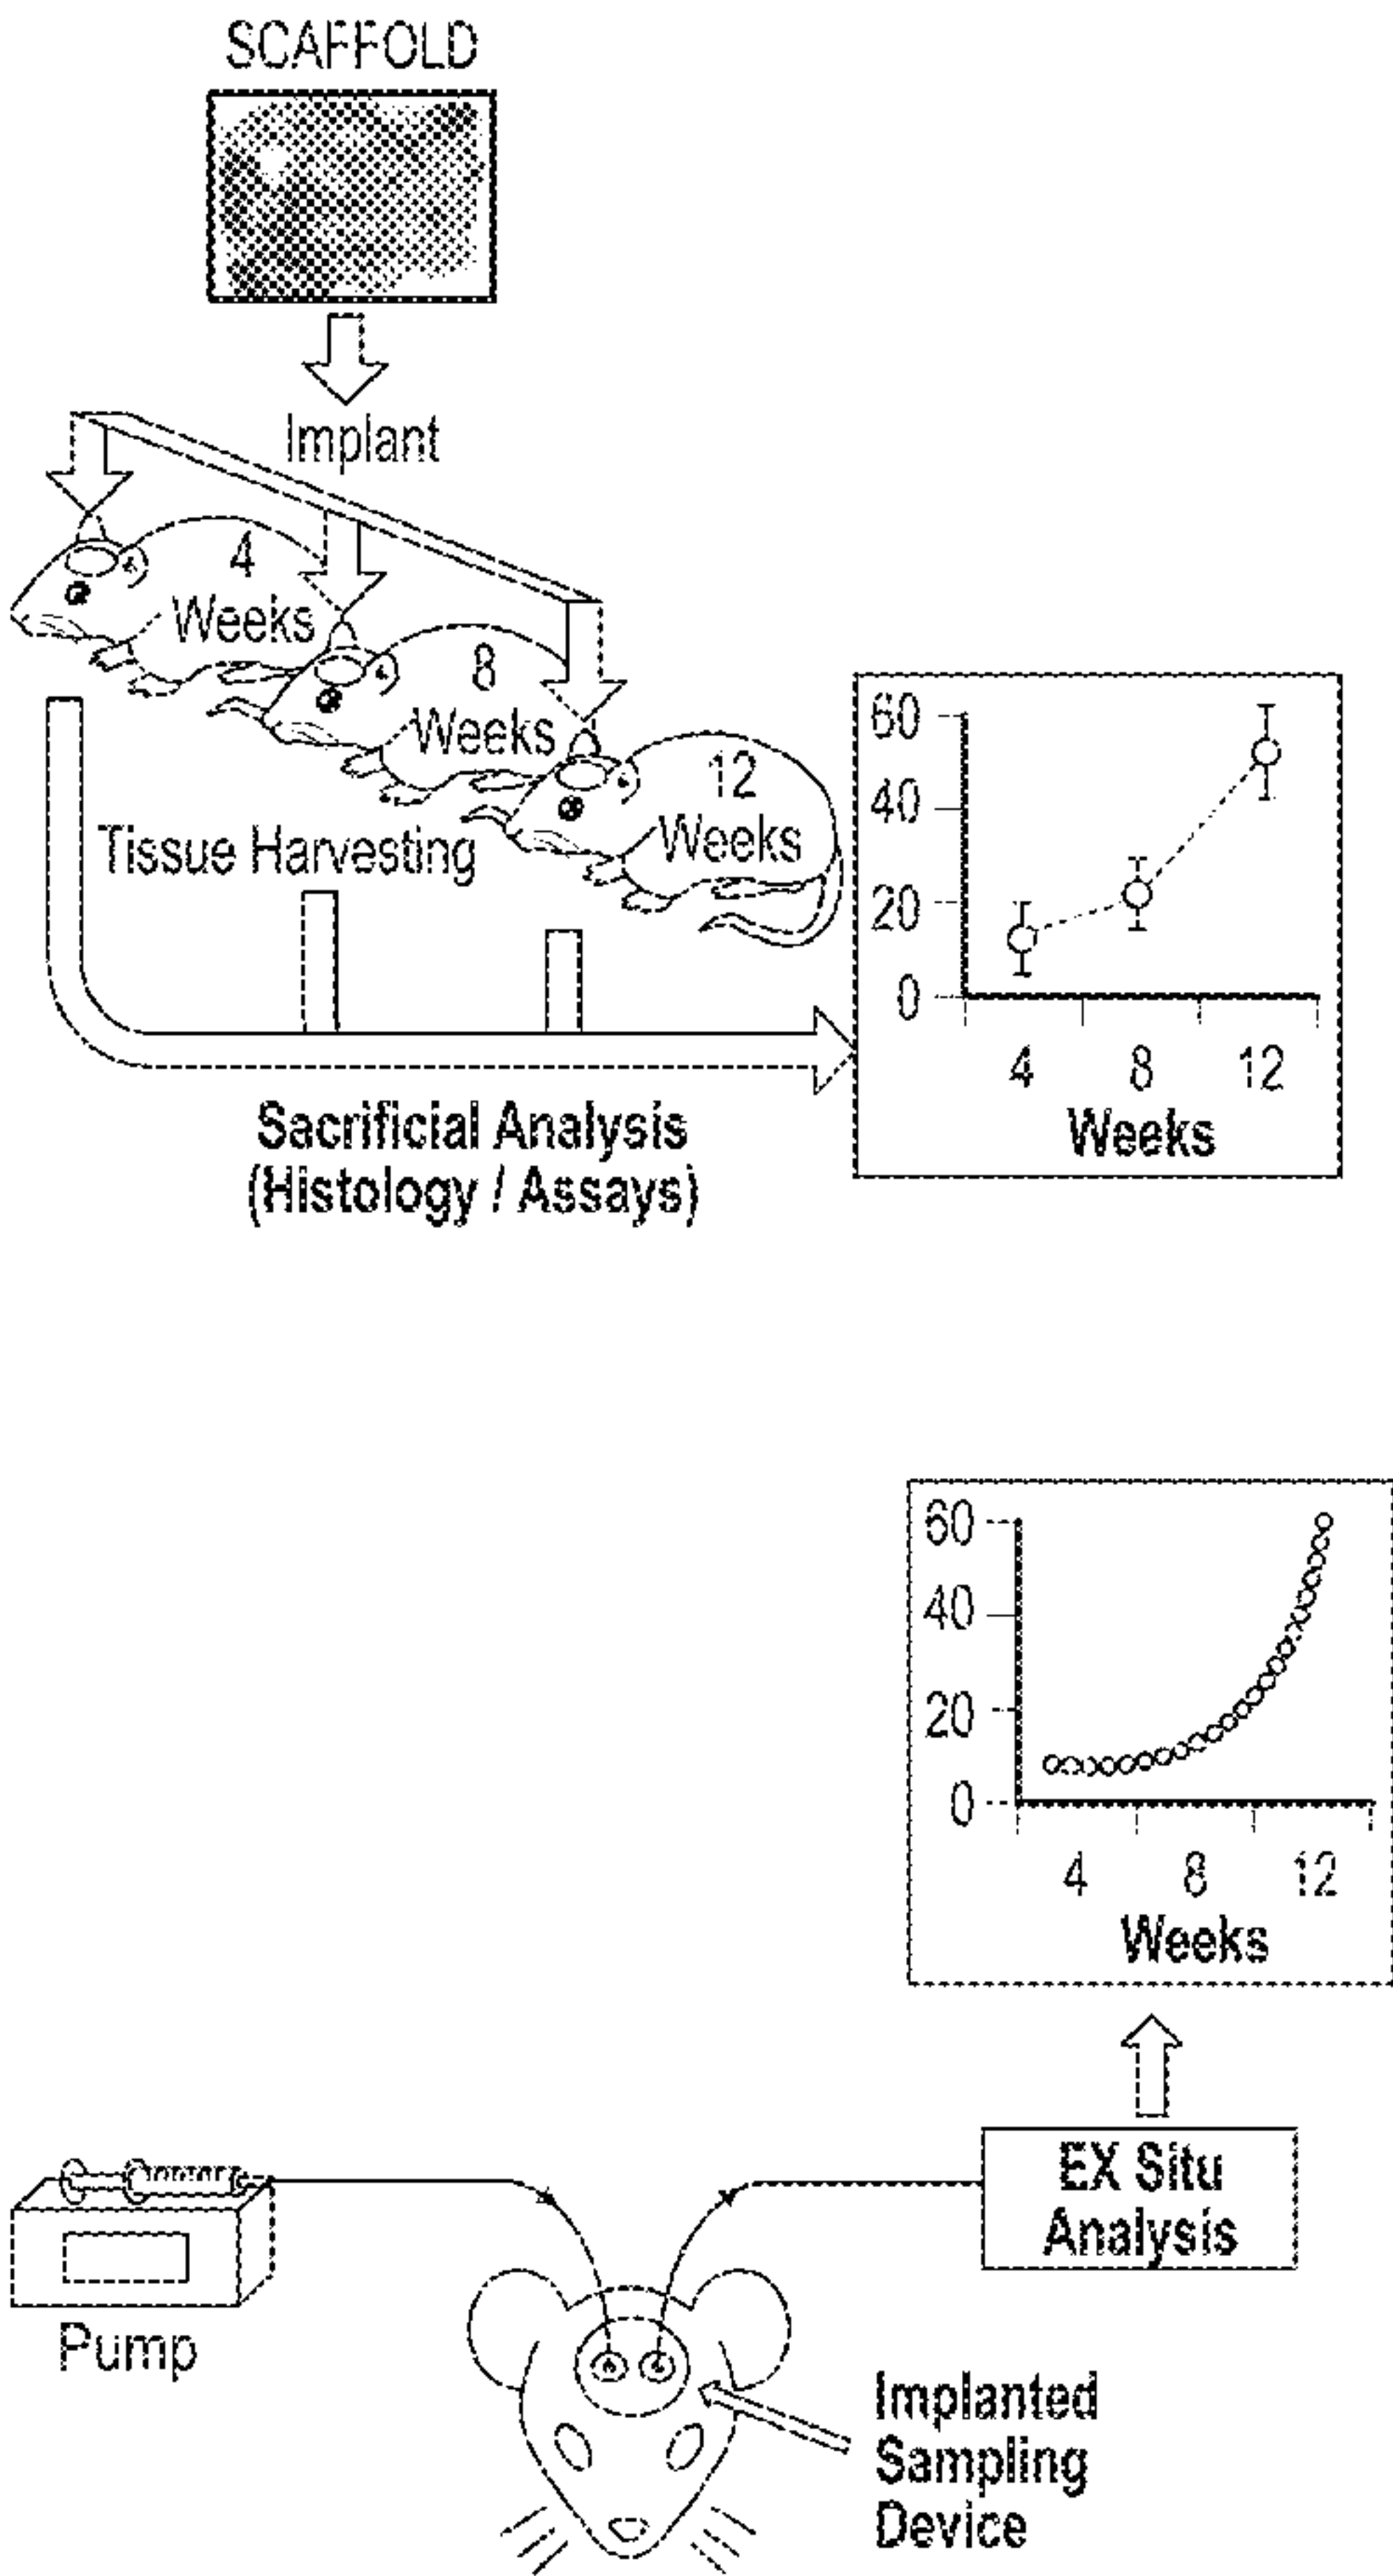 SCAFFOLD
Implant
4
Weeks
8
Weeks
12
Weeks
Tissue Harvesting
Sacrificial Analysis
(Histology / Assays)
60
40
20
0
4 8 12
Weeks
60
40
20
0
4 8 12
Weeks
EX Situ
Analysis
Pump
Implanted
Sampling
Device